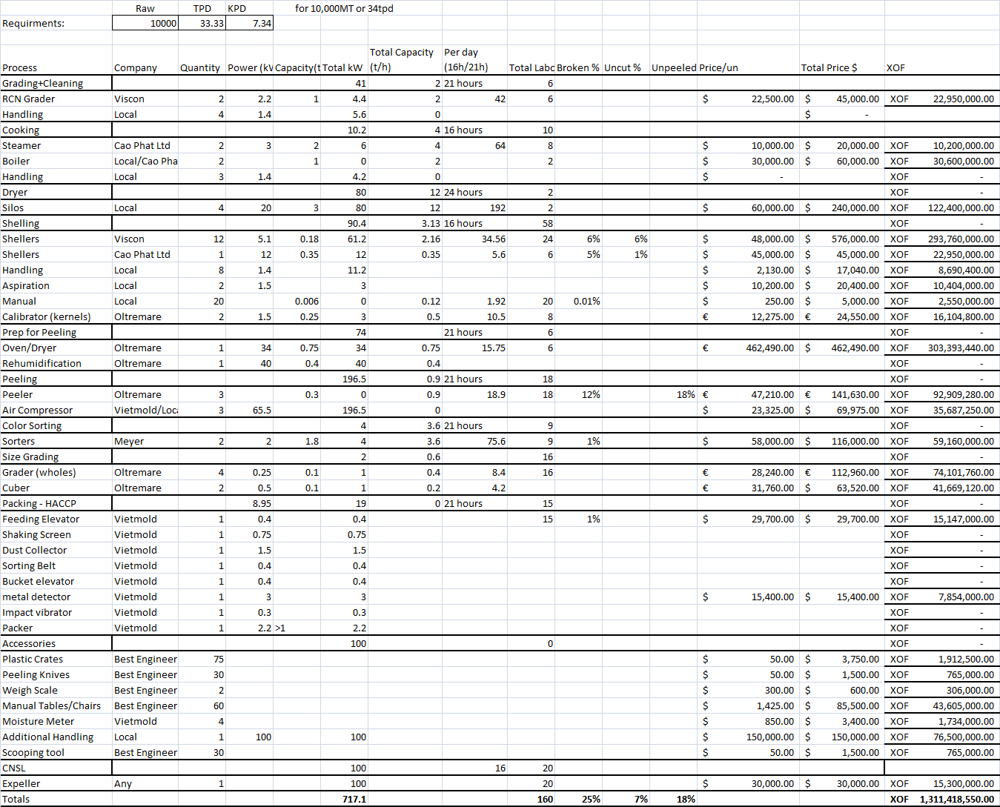 Raw TPD KPD for 10,000MT or 34tpd
Requirments: 10000 33.33 7.34
Total Capacity Per day
Process Company Quantity Power (kV Capacity(t Total kW (t/h) (16h/21h) Total Labc Broken % Uncut % Unpeeled Price/un Total Price $ XOF
Grading+Cleaning 41 2 21 hours 6
RCN Grader Viscon 2 2.2 1 4.4 2 42 6 $ 22,500.00 $ 45,000.00 XOF 22,950,000.00
Handling Local 4 1.4 5.6 0 $ -
Cooking 10.2 4 16 hours 10
Steamer Cao Phat Ltd 2 3 2 6 4 64 8 $ 10,000.00 $ 20,000.00 XOF 10,200,000.00
Boiler Local/Cao Pha 2 1 0 2 2 $ 30,000.00 $ 60,000.00 XOF 30,600,000.00
Handling Local 3 1.4 4.2 0 $ - XOF -
Dryer 80 12 24 hours 2 XOF -
Silos Local 4 20 3 80 12 192 2 $ 60,000.00 $ 240,000.00 XOF 122,400,000.00
Shelling 90.4 3.13 16 hours 58 XOF -
Shellers Viscon 12 5.1 0.18 61.2 2.16 34.56 24 6% 6% $ 48,000.00 $ 576,000.00 XOF 293,760,000.00
Shellers Cao Phat Ltd 1 12 0.35 12 0.35 5.6 6 5% 1% $ 45,000.00 $ 45,000.00 XOF 22,950,000.00
Handling Local 8 1.4 11.2 $ 2,130.00 $ 17,040.00 XOF 8,690,400.00
Aspiration Local 2 1.5 3 $ 10,200.00 $ 20,400.00 XOF 10,404,000.00
Manual Local 20 0.006 0 0.12 1.92 20 0.01% $ 250.00 $ 5,000.00 XOF 2,550,000.00
Calibrator (kernels) Oltremare 2 1.5 0.25 3 0.5 10.5 8 € 12,275.00 € 24,550.00 XOF 16,104,800.00
Prep for Peeling 74 21 hours 6 XOF -
Oven/Dryer Oltremare 1 34 0.75 34 0.75 15.75 6 € 462,490.00 $ 462,490.00 XOF 303,393,440.00
Rehumidification Oltremare 1 40 0.4 40 0.4 XOF -
Peeling 196.5 0.9 21 hours 18 XOF -
Peeler Oltremare 3 0.3 0 0.9 18.9 18 12% 18% € 47,210.00 € 141,630.00 XOF 92,909,280.00
Air Compressor Vietmold/Loca 3 65.5 196.5 0 $ 23,325.00 $ 69,975.00 XOF 35,687,250.00
Color Sorting 4 3.6 21 hours 9 XOF -
Sorters Meyer 2 2 1.8 4 3.6 75.6 9 1% $ 58,000.00 $ 116,000.00 XOF 59,160,000.00
Size Grading 2 0.6 16 XOF -
Grader (wholes) Oltremare 4 0.25 0.1 1 0.4 8.4 16 € 28,240.00 € 112,960.00 XOF 74,101,760.00
Cuber Oltremare 2 0.5 0.1 1 0.2 4.2 € 31,760.00 $ 63,520.00 XOF 41,669,120.00
Packing - HACCP 8.95 19 0 21 hours 15 XOF -
Feeding Elevator Vietmold 1 0.4 0.4 15 1% $ 29,700.00 $ 29,700.00 XOF 15,147,000.00
Shaking Screen Vietmold 1 0.75 0.75 XOF -
Dust Collector Vietmold 1 1.5 1.5 XOF -
Sorting Belt Vietmold 1 0.4 0.4 XOF -
Bucket elevator Vietmold 1 0.4 0.4 XOF -
metal detector Vietmold 1 3 3 $ 15,400.00 $ 15,400.00 XOF 7,854,000.00
Impact vibrator Vietmold 1 0.3 0.3 XOF -
Packer Vietmold 1 2.2 >1 2.2 XOF -
Accessories 100 0 XOF -
Plastic Crates Best Engineer 75 $ 50.00 $ 3,750.00 XOF 1,912,500.00
Peeling Knives Best Engineer 30 $ 50.00 $ 1,500.00 XOF 765,000.00
Weigh Scale Best Engineer 2 $ 300.00 $ 600.00 XOF 306,000.00
Manual Tables/Chairs Best Engineer 60 $ 1,425.00 $ 85,500.00 XOF 43,605,000.00
Moisture Meter Vietmold 4 $ 850.00 $ 3,400.00 XOF 1,734,000.00
Additional Handling Local 1 100 100 $ 150,000.00 $ 150,000.00 XOF 76,500,000.00
Scooping tool Best Engineer 30 $ 50.00 $ 1,500.00 XOF 765,000.00
CNSL 100 16 20
Expeller Any 1 100 20 $ 30,000.00 $ 30,000.00 XOF 15,300,000.00
Totals 717.1 160 25% 7% 18% XOF 1,311,418,550.00